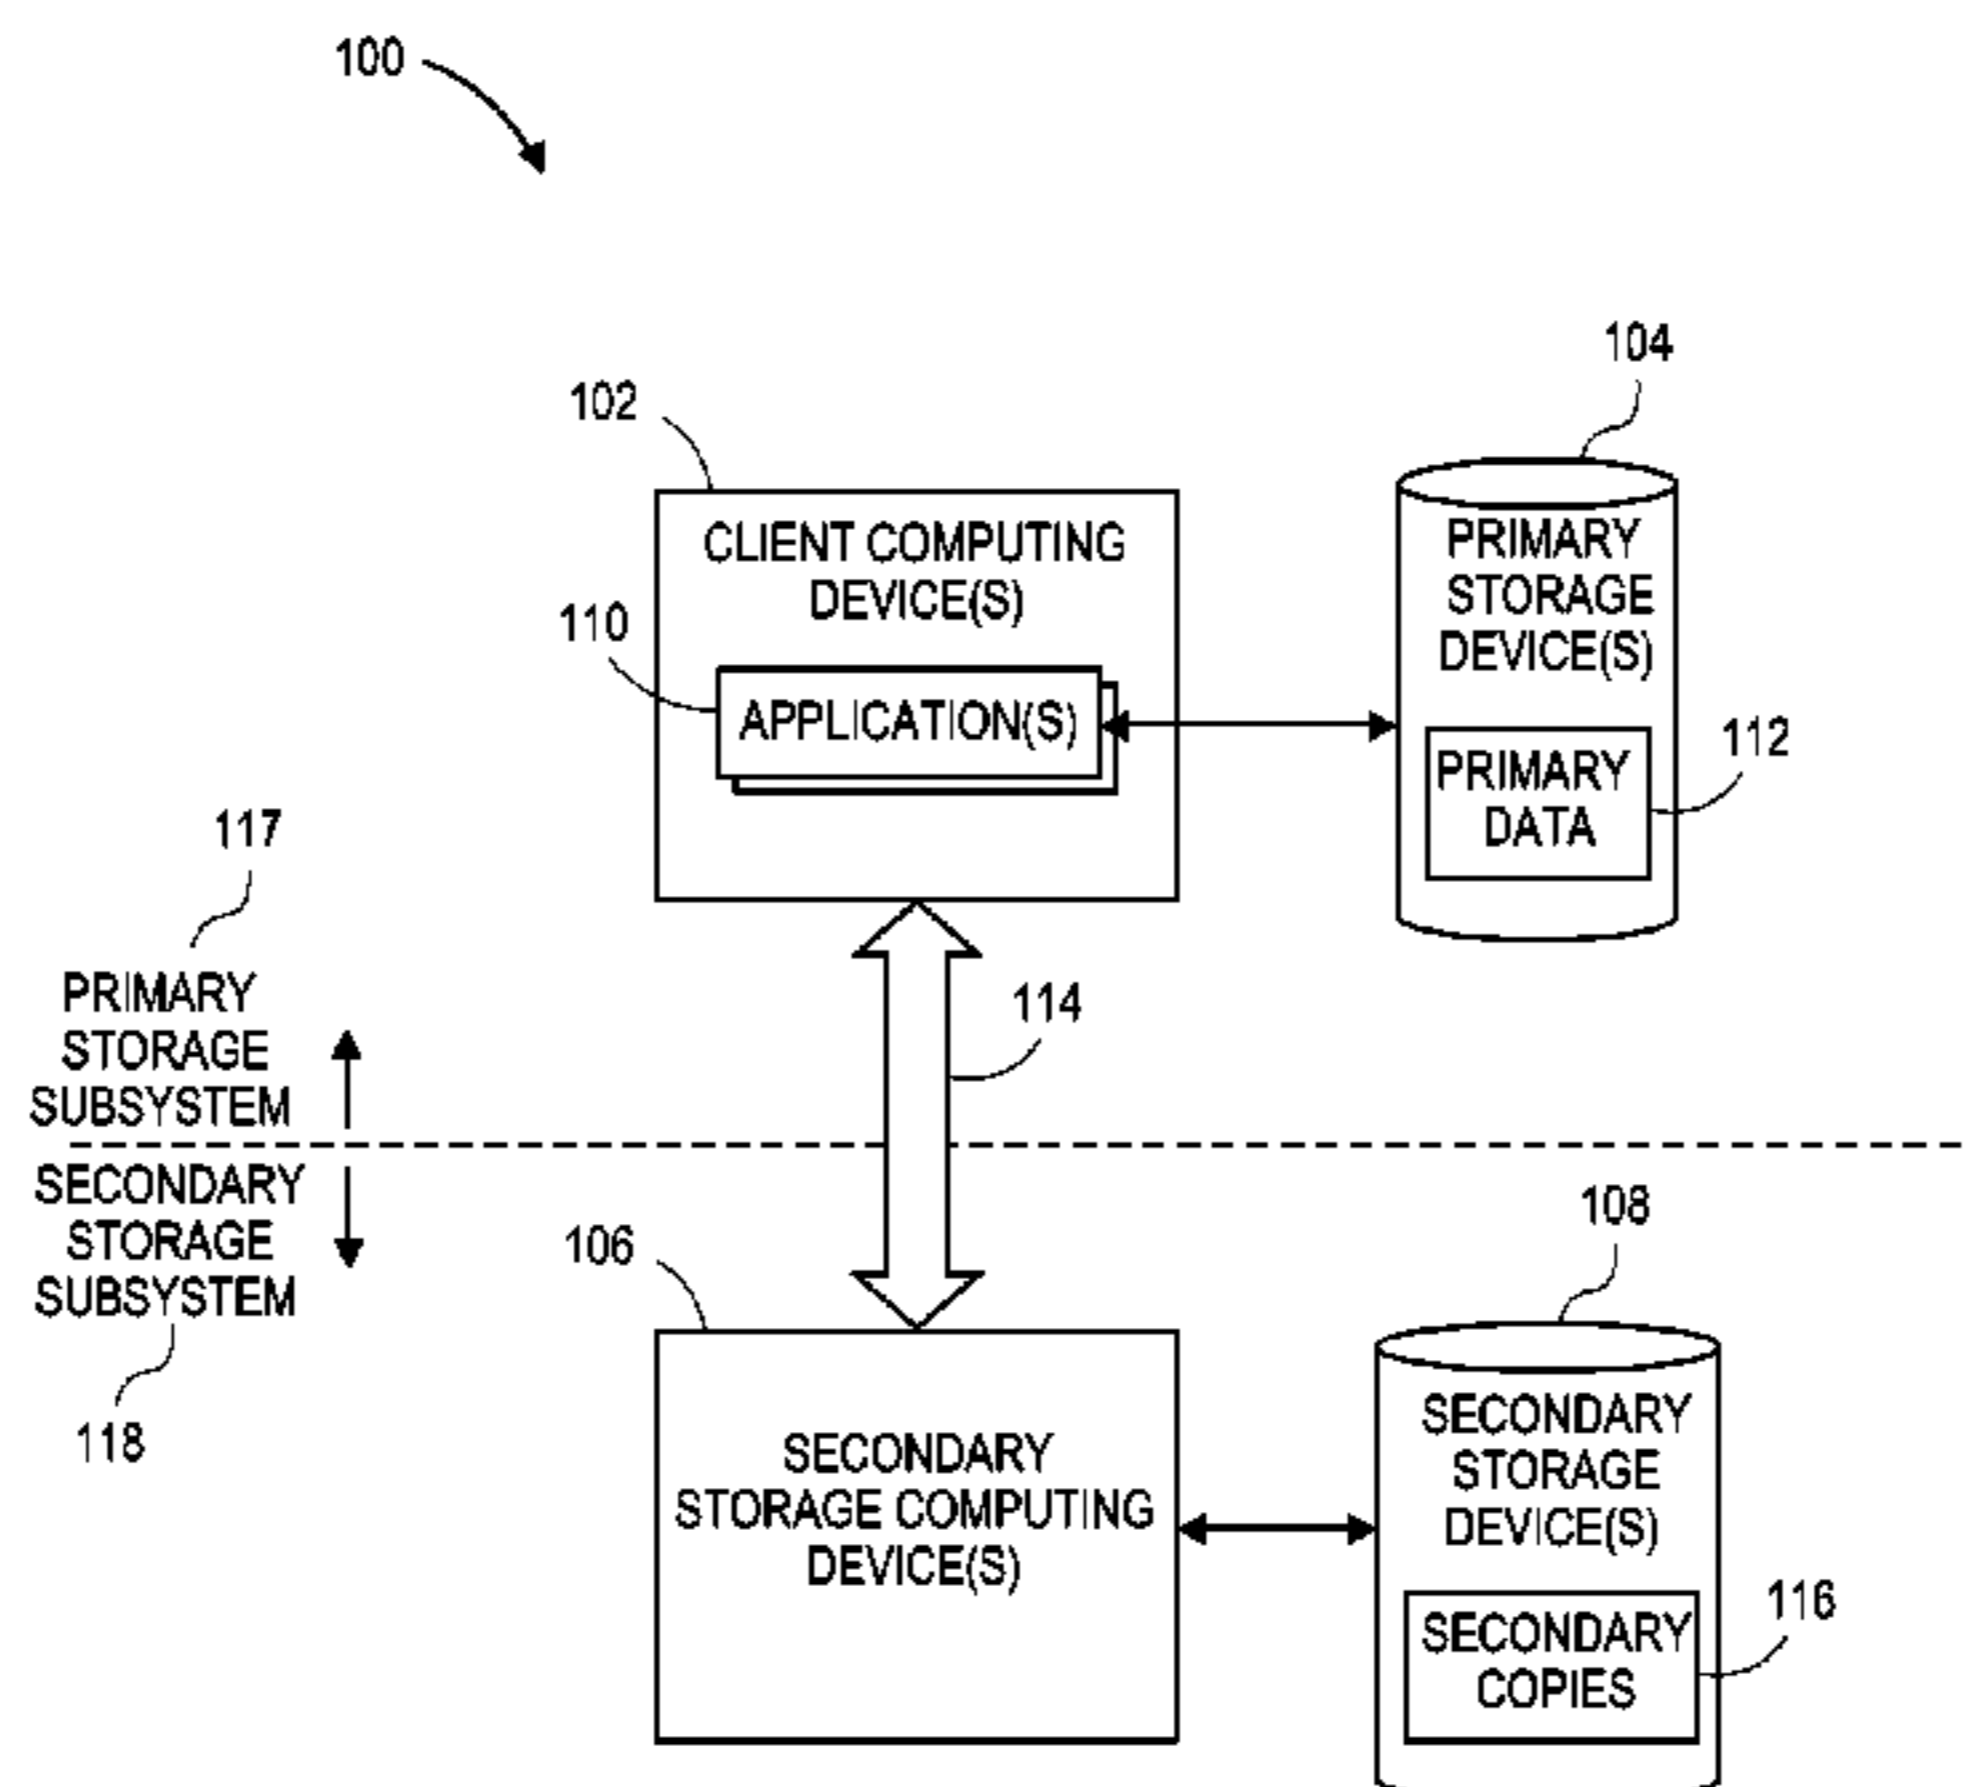 100
104
102
CLIENT COMPUTING
DEVICE(S)
PRIMARY
STORAGE
DEVICE(S)
110
APPLICATION(S)
112
PRIMARY
DATA
117
PRIMARY
STORAGE
SUBSYSTEM
114
SECONDARY
STORAGE
SUBSYSTEM
118
108
106
SECONDARY
STORAGE COMPUTING
DEVICE(S)
SECONDARY
STORAGE
DEVICE(S)
116
SECONDARY
COPIES